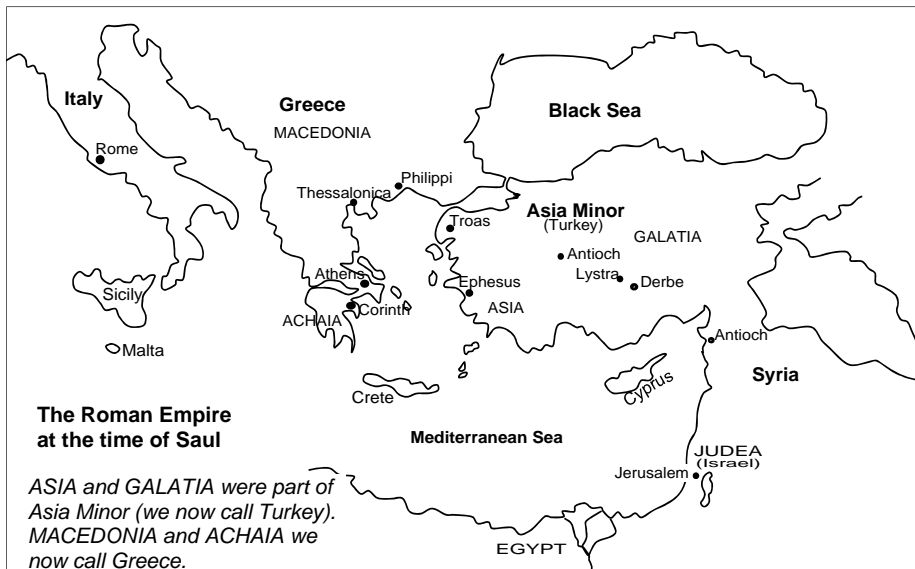 Italy
Greece
Black Sea
MACEDONIA
Rome
Philippi
Thessalonica
Asia Minor
(Turkey)
Troas
GALATIA
Antioch
Lystra
Derbe
Athens
Ephesus
Sicily
ASIA
ACHAIA
Corinth
Antioch
Malta
Syria
Crete
Cyprus
The Roman Empire
at the time of Saul
Mediterranean Sea
JUDEA
(Israel)
Jerusalem
ASIA and GALATIA were part of
Asia Minor (we now call Turkey).
MACEDONIA and ACHAIA we
now call Greece.
EGYPT